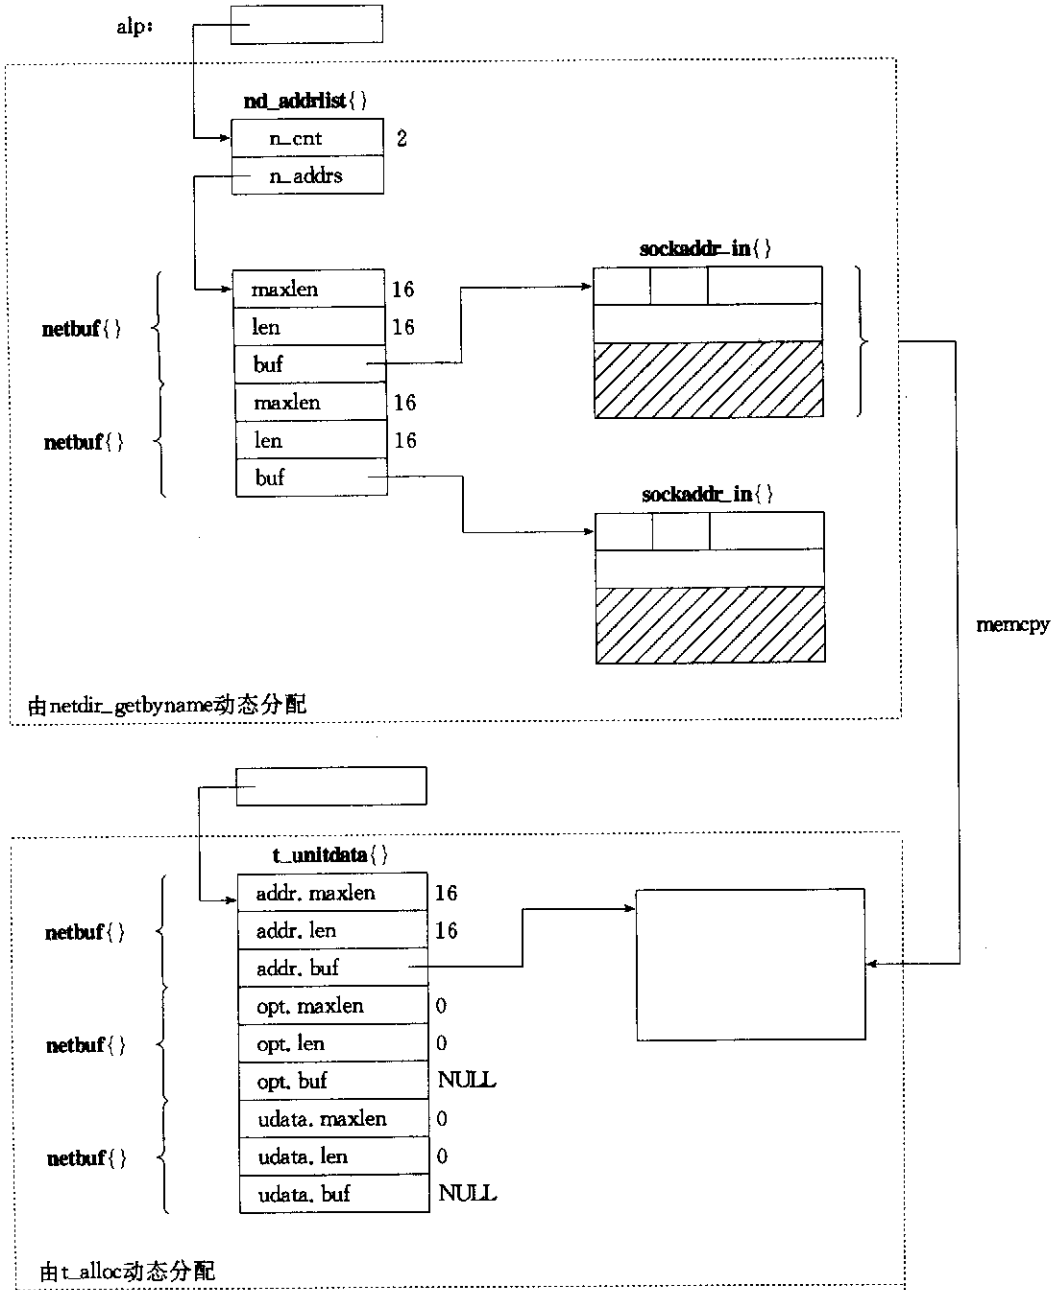 alp:
nd_addrlist{}
n_cnt 2
n_addrs
sockaddr_in{}
maxlen 16
netbuf{} len 16
buf
maxlen 16
netbuf{} len 16
buf
sockaddr_in{}
memcpy
由netdir_getbyname动态分配
t_unitdata{}
addr. maxlen 16
netbuf{} addr. len 16
addr. buf
opt. maxlen 0
netbuf{} opt. len 0
opt. buf NULL
udata. maxlen 0
netbuf{} udata. len 0
udata. buf NULL
由t_alloc动态分配